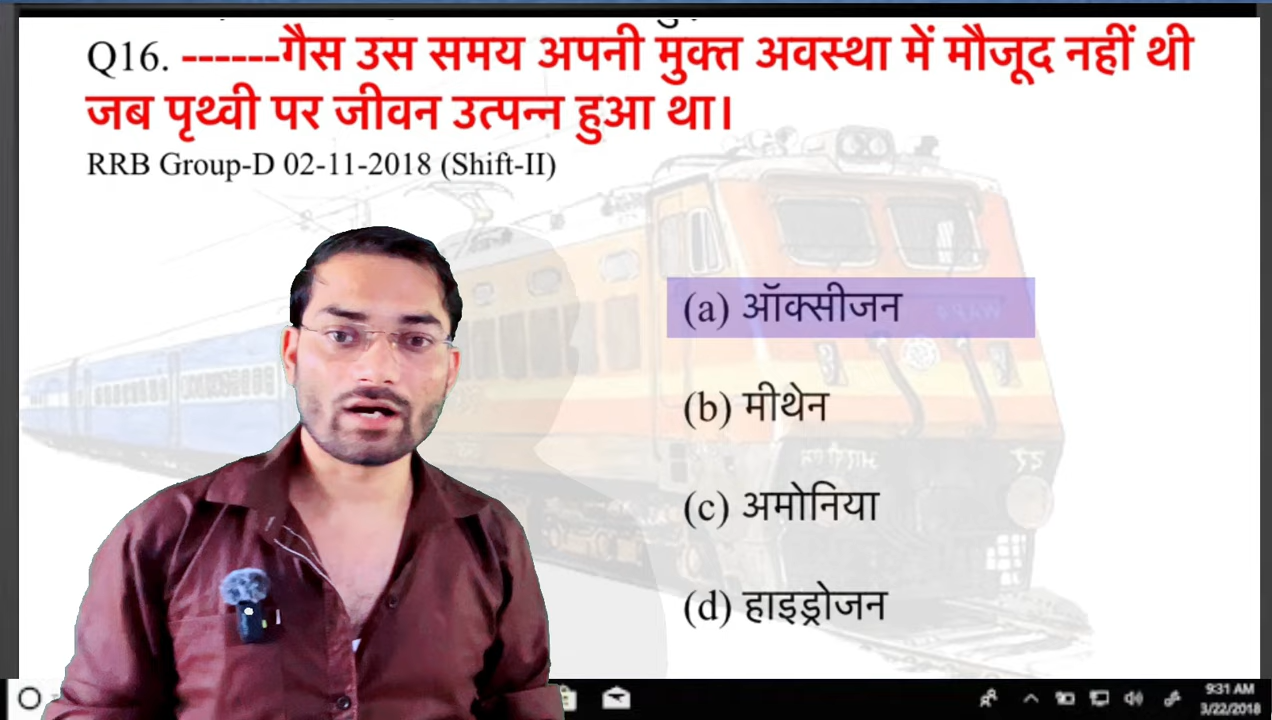 Q16. ------गैस उस समय अपनी मुक्त अवस्था में मौजूद नहीं थी
जब पृथ्वी पर जीवन उत्पन्न हुआ था।
RRB Group-D 02-11-2018 (Shift-II)
(a) ऑक्सीजन
(b) मीथेन
(c) अमोनिया
(d) हाइड्रोजन
9:31 AM
3/22/2018